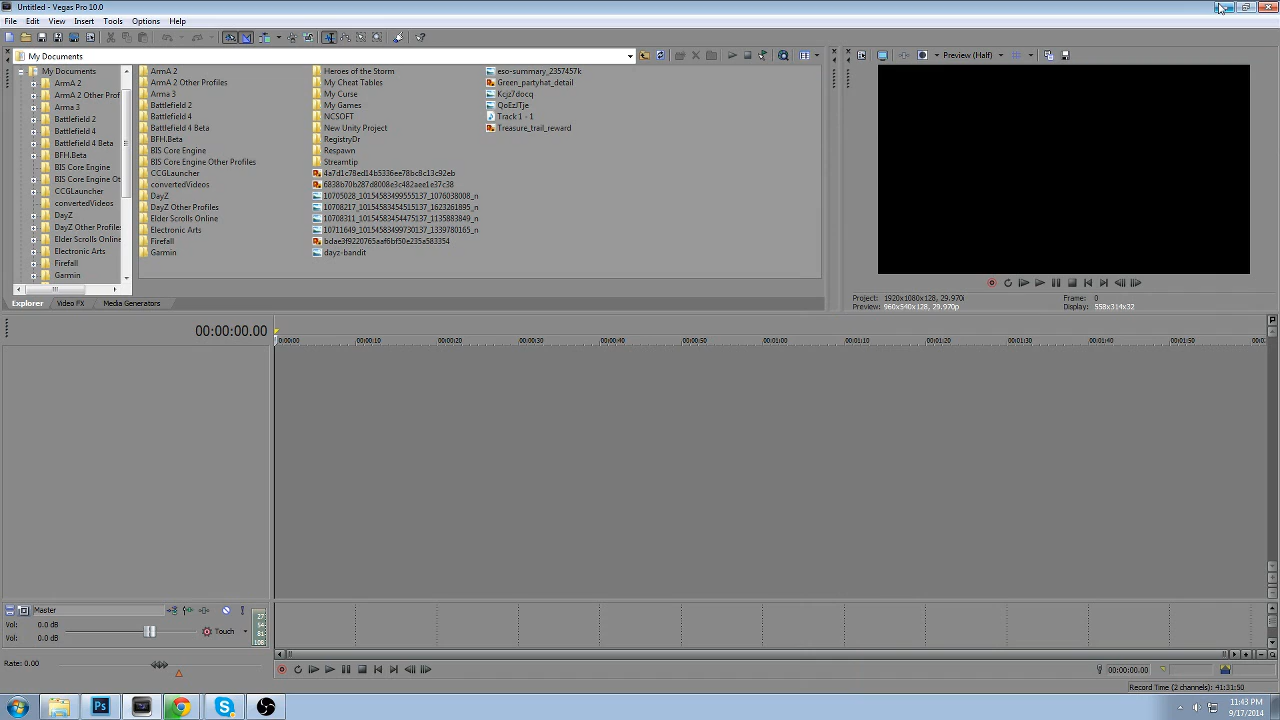 Untitled - Vegas Pro 10.0
File Edit View Insert Tools Options Help
My Documents
Preview (Half)
My Documents
ArmA 2
ArmA 2 Other Prof
Arma 3
Battlefield 2
Battlefield 4
Battlefield 4 Beta
BFH.Beta
BIS Core Engine
BIS Core Engine Ot
CCGLauncher
convertedVideos
DayZ
DayZ Other Profiles
Elder Scrolls Online
Electronic Arts
Firefall
Garmin
ArmA 2
ArmA 2 Other Profiles
Arma 3
Battlefield 2
Battlefield 4
Battlefield 4 Beta
BFH.Beta
BIS Core Engine
BIS Core Engine Other Profiles
CCGLauncher
convertedVideos
DayZ
DayZ Other Profiles
Elder Scrolls Online
Electronic Arts
Firefall
Garmin
Heroes of the Storm
My Cheat Tables
My Curse
My Games
NCSOFT
New Unity Project
RegistryDr
Respawn
Streamtip
4a7d1c78ed14b5336ee78bc8c13c92eb
6838b70b287d8008e3c482aee1e37c38
10705028_10154583499555137_1076038008_n
10708217_10154583454515137_1623261895_n
10708311_10154583454475137_1135883849_n
10711649_10154583499730137_1339780165_n
bdae3f9220765aaf6bf50e235a583354
dayz-bandit
eso-summary_2357457k
Green_partyhat_detail
Kcjz7docq
QoEzJTje
Track 1 - 1
Treasure_trail_reward
Explorer Video FX Media Generators
Project: 1920x1080x128, 29.970i
Preview: 960x540x128, 29.970p
Frame: 0
Display: 558x314x32
00:00:00.00
0:00:00 00:00:10 00:00:20 00:00:30 00:00:40 00:00:50 00:01:00 00:01:10 00:01:20 00:01:30 00:01:40 00:01:50
Master
Vol: 0.0 dB
Vol: 0.0 dB
Touch
27
54
81
108
Rate: 0.00
00:00:00.00
Record Time (2 channels): 41:31:50
Ps
11:43 PM
9/17/2014